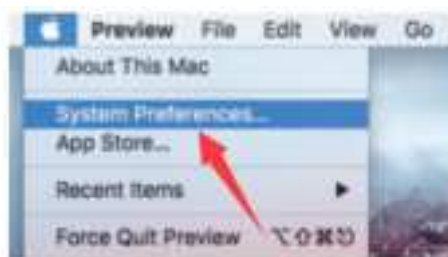 Preview File Edit View Go
About This Mac
System Preferences...
App Store...
Recent Items
Force Quit Preview ⌥⇧⌘⎋